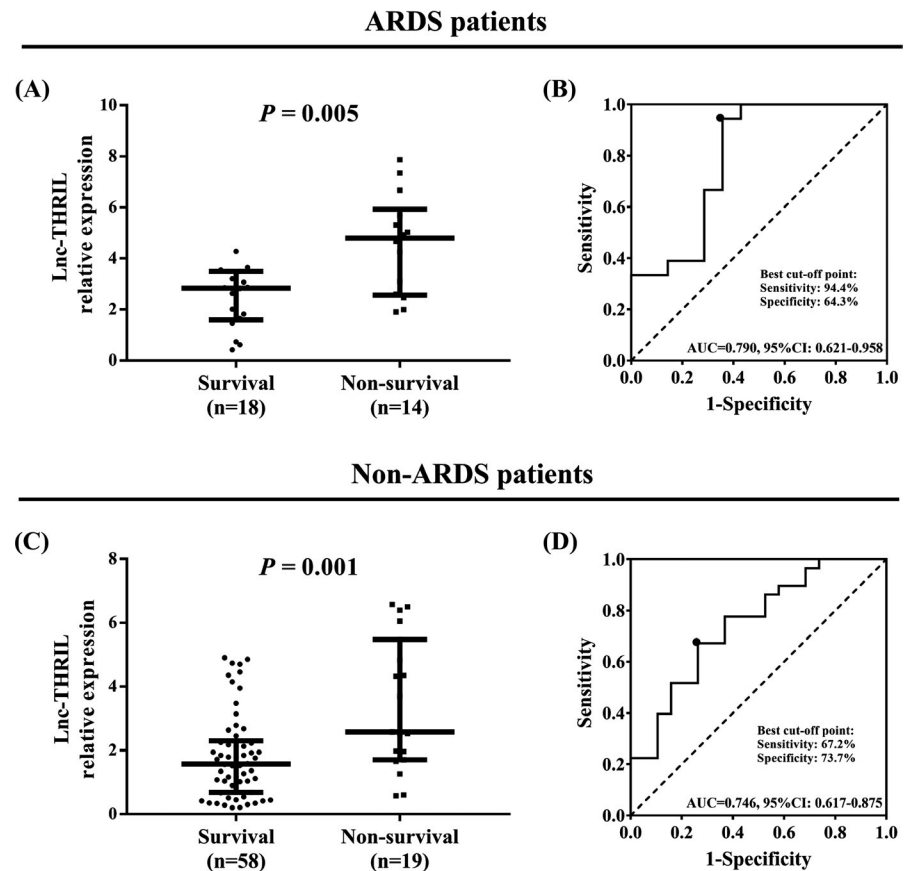 ARDS patients
(A)
P = 0.005
Lnc-THRIL
relative expression
10
8
6
4
2
0
Survival
(n=18)
Non-survival
(n=14)
(B)
Sensitivity
1.0
0.8
0.6
0.4
0.2
0.0
Best cut-off point:
Sensitivity: 94.4%
Specificity: 64.3%
AUC=0.790, 95%CI: 0.621-0.958
0.0 0.2 0.4 0.6 0.8 1.0
1-Specificity
Non-ARDS patients
(C)
P = 0.001
Lnc-THRIL
relative expression
8
6
4
2
0
Survival
(n=58)
Non-survival
(n=19)
(D)
Sensitivity
1.0
0.8
0.6
0.4
0.2
0.0
Best cut-off point:
Sensitivity: 67.2%
Specificity: 73.7%
AUC=0.746, 95%CI: 0.617-0.875
0.0 0.2 0.4 0.6 0.8 1.0
1-Specificity